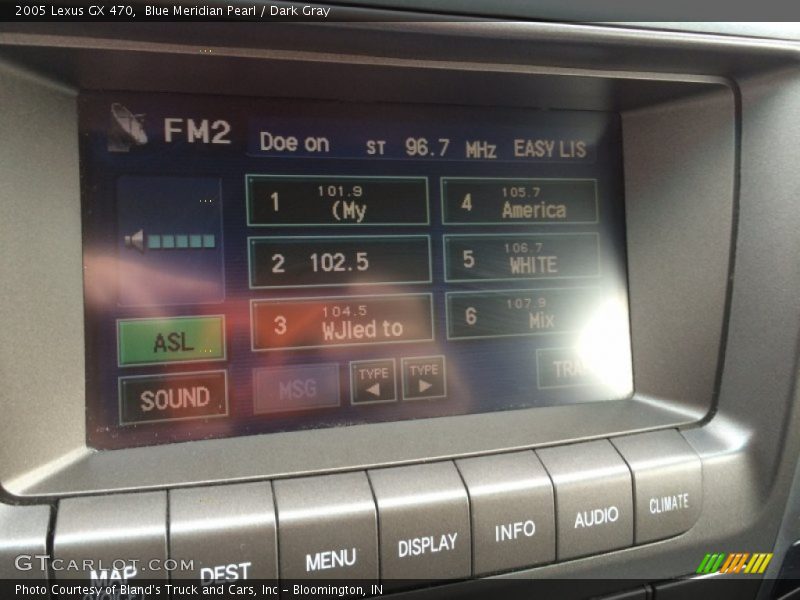 2005 Lexus GX 470, Blue Meridian Pearl / Dark Gray
FM2 Doe on ST 96.7 MHz EASY LIS
1 101.9 (My
4 105.7 America
2 102.5
5 106.7 WHITE
3 104.5 WJled to
6 107.9 Mix
ASL
SOUND MSG TYPE TYPE
MAP DEST MENU DISPLAY INFO AUDIO CLIMATE
GTCARLOT.COM
Photo Courtesy of Bland's Truck and Cars, Inc - Bloomington, IN